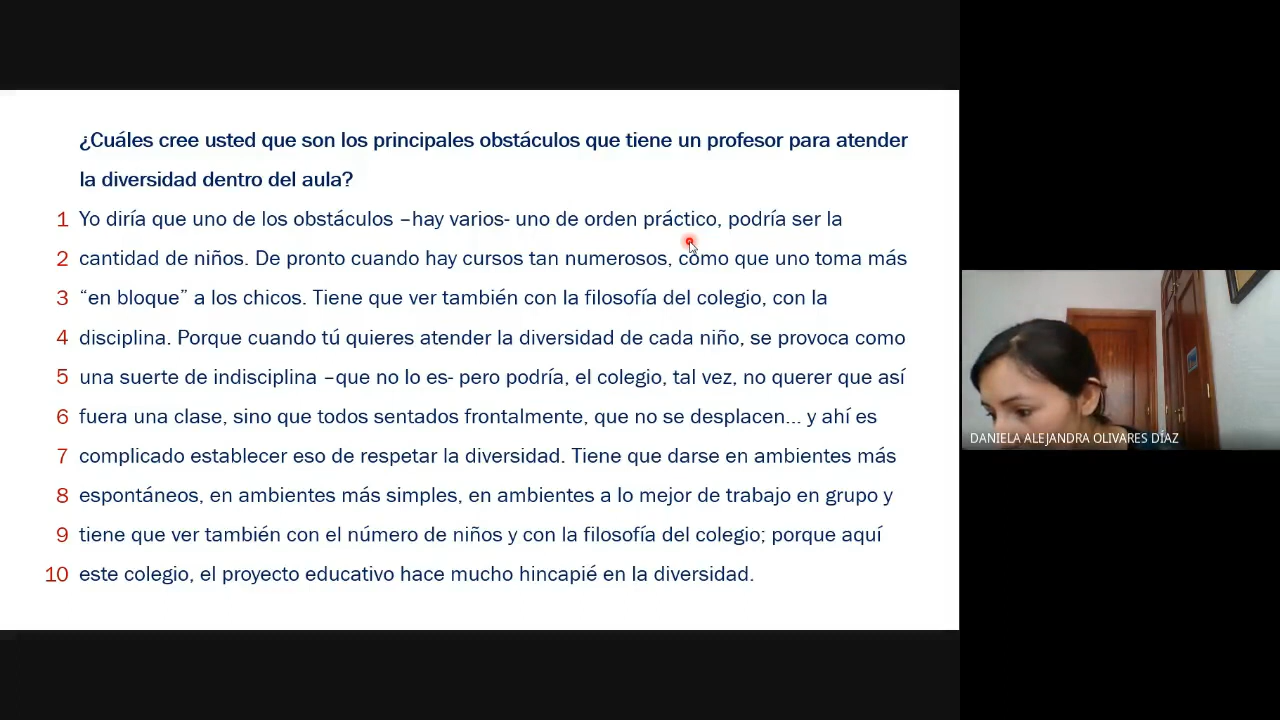 ¿Cuáles cree usted que son los principales obstáculos que tiene un profesor para atender
la diversidad dentro del aula?
1 Yo diría que uno de los obstáculos –hay varios- uno de orden práctico, podría ser la
2 cantidad de niños. De pronto cuando hay cursos tan numerosos, como que uno toma más
3 “en bloque” a los chicos. Tiene que ver también con la filosofía del colegio, con la
4 disciplina. Porque cuando tú quieres atender la diversidad de cada niño, se provoca como
5 una suerte de indisciplina –que no lo es- pero podría, el colegio, tal vez, no querer que así
6 fuera una clase, sino que todos sentados frontalmente, que no se desplacen... y ahí es
7 complicado establecer eso de respetar la diversidad. Tiene que darse en ambientes más
8 espontáneos, en ambientes más simples, en ambientes a lo mejor de trabajo en grupo y
9 tiene que ver también con el número de niños y con la filosofía del colegio; porque aquí
10 este colegio, el proyecto educativo hace mucho hincapié en la diversidad.
DANIELA ALEJANDRA OLIVARES DÍAZ